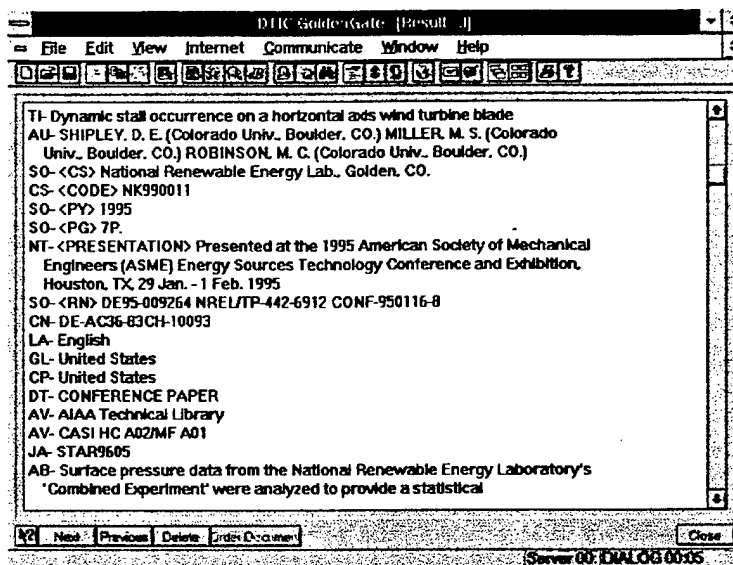 DTIC GoldenGate - [Result
File Edit View Internet Communicate Window Help
TI- Dynamic stall occurrence on a horizontal axis wind turbine blade
AU- SHIPLEY, D. E. (Colorado Univ., Boulder, CO.) MILLER, M. S. (Colorado
Univ., Boulder, CO.) ROBINSON, M. C. (Colorado Univ., Boulder, CO.)
SO- <CS> National Renewable Energy Lab., Golden, CO.
CS- <CODE> NK990011
SO- <PY> 1995
SO- <PG> 7P.
NT- <PRESENTATION> Presented at the 1995 American Society of Mechanical
Engineers (ASME) Energy Sources Technology Conference and Exhibition,
Houston, TX, 29 Jan. - 1 Feb. 1995
SO- <RN> DE95-009264 NREL/TP-442-6912 CONF-950116-8
CN- DE-AC36-83CH-10093
LA- English
GL- United States
CP- United States
DT- CONFERENCE PAPER
AV- AIAA Technical Library
AV- CASI HC A02/MF A01
JA- STAR9605
AB- Surface pressure data from the National Renewable Energy Laboratory's
'Combined Experiment' were analyzed to provide a statistical
Next Previous Delete Order Document Close
Server 00: DIALOG 00:05